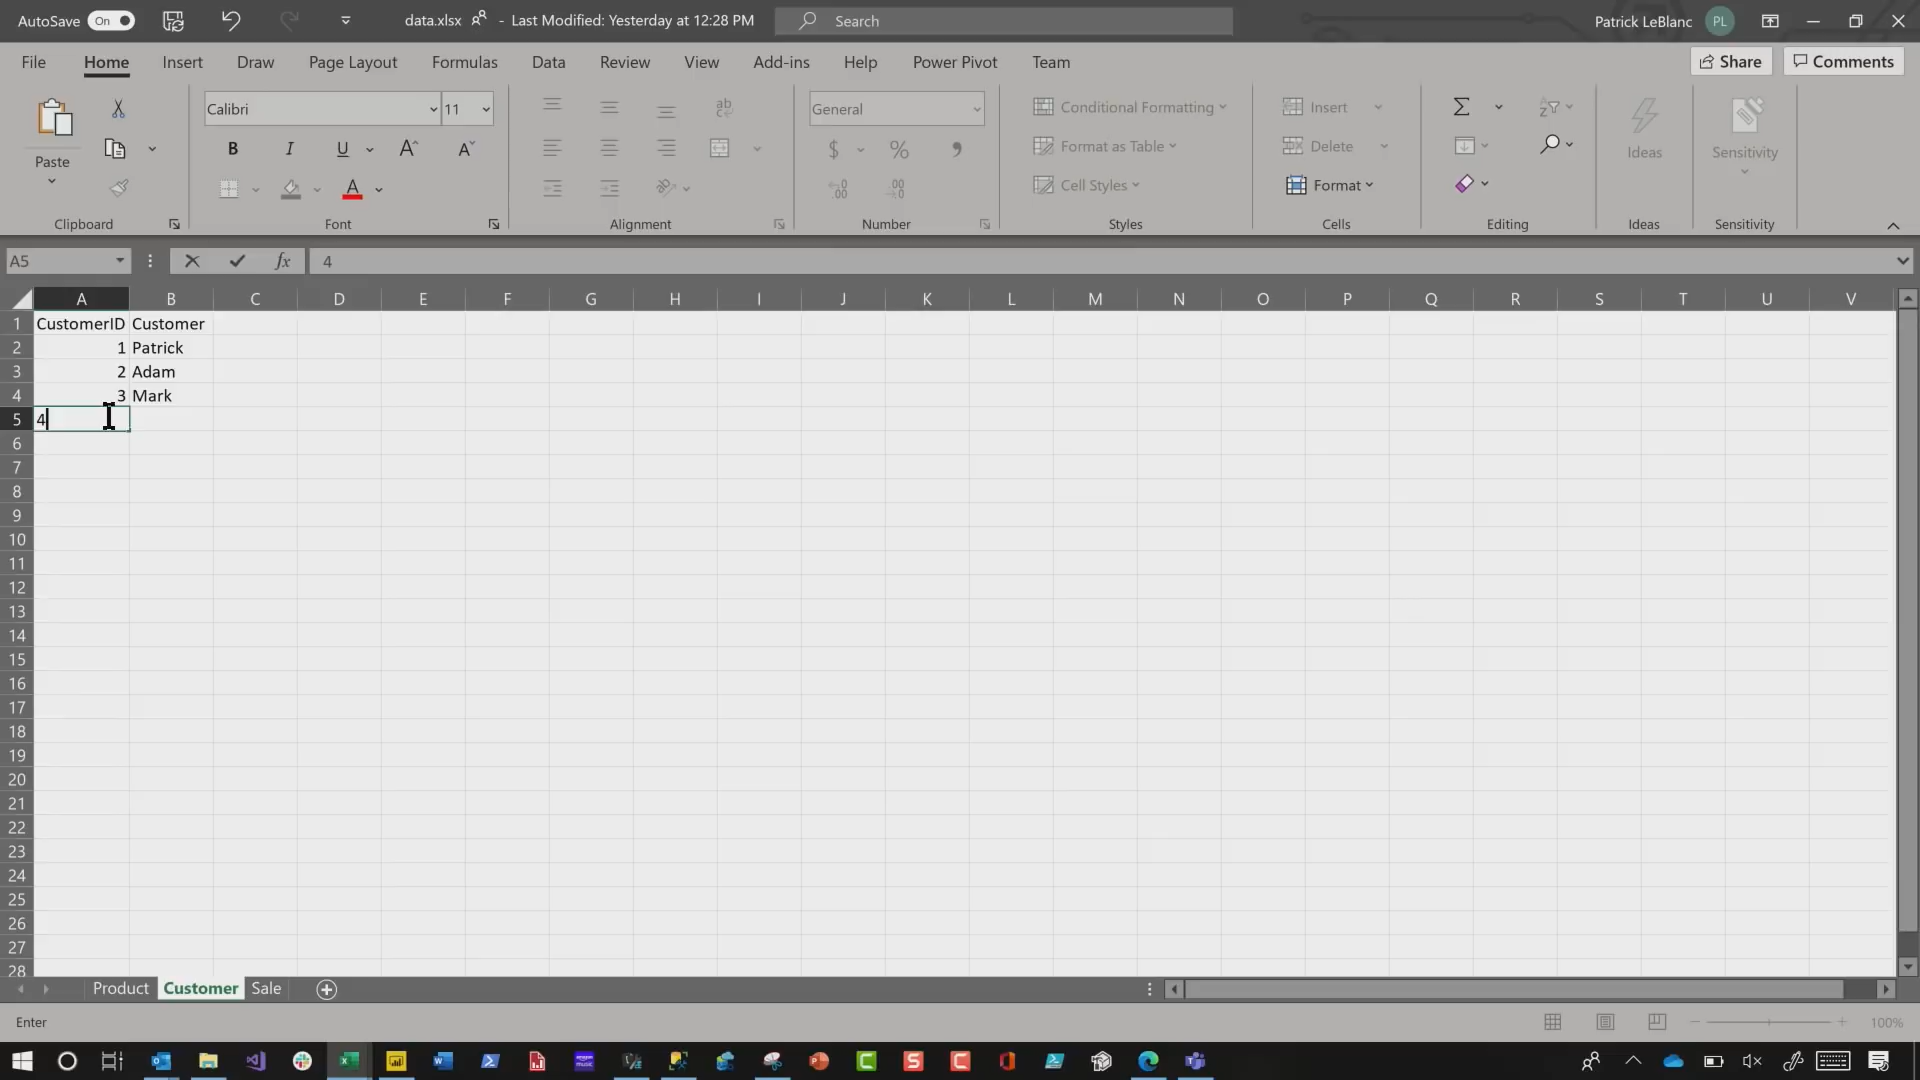 AutoSave On data.xlsx - Last Modified: Yesterday at 12:28 PM Search Patrick LeBlanc PL
File Home Insert Draw Page Layout Formulas Data Review View Add-ins Help Power Pivot Team Share Comments
Calibri 11 ab General Conditional Formatting Insert
Paste B I U A A $ % Format as Table Delete Ideas Sensitivity
A Cell Styles Format
Clipboard Font Alignment Number Styles Cells Editing Ideas Sensitivity
A5 fx 4
A B C D E F G H I J K L M N O P Q R S T U V
1 CustomerID Customer
2 1 Patrick
3 2 Adam
4 3 Mark
5 4
6
7
8
9
10
11
12
13
14
15
16
17
18
19
20
21
22
23
24
25
26
27
28
Product Customer Sale
Enter 100%